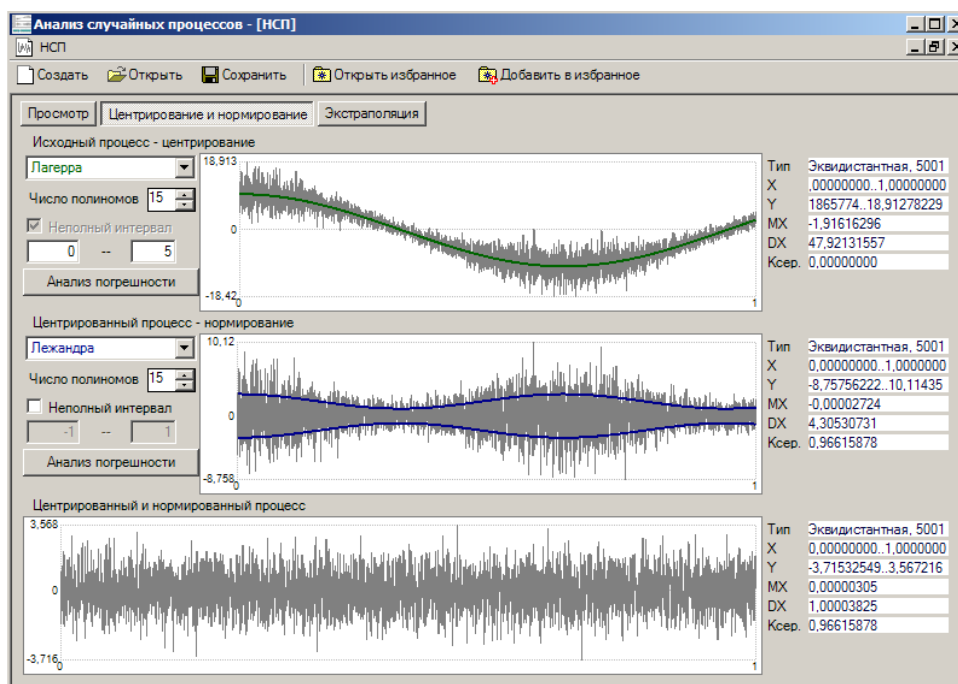 Анализ случайных процессов - [НСП]
НСП
Создать Открыть Сохранить Открыть избранное Добавить в избранное
Просмотр Центрирование и нормирование Экстраполяция
Исходный процесс - центрирование
Лагерра
Число полиномов 15
Неполный интервал
0 -- 5
Анализ погрешности
18,913
0
-18,42
0 1
Тип Эквидистантная, 5001
X ,00000000..1,00000000
Y 1865774..18,91278229
MX -1,91616296
DX 47,92131557
Ксер. 0,00000000
Центрированный процесс - нормирование
Лежандра
Число полиномов 15
Неполный интервал
-1 -- 1
Анализ погрешности
10,12
0
-8,758
0 1
Тип Эквидистантная, 5001
X 0,00000000..1,0000000
Y -8,75756222..10,11435
MX -0,00002724
DX 4,30530731
Ксер. 0,96615878
Центрированный и нормированный процесс
3,568
0
-3,716
0 1
Тип Эквидистантная, 5001
X 0,00000000..1,0000000
Y -3,71532549..3,567216
MX 0,00000305
DX 1,00003825
Ксер. 0,96615878